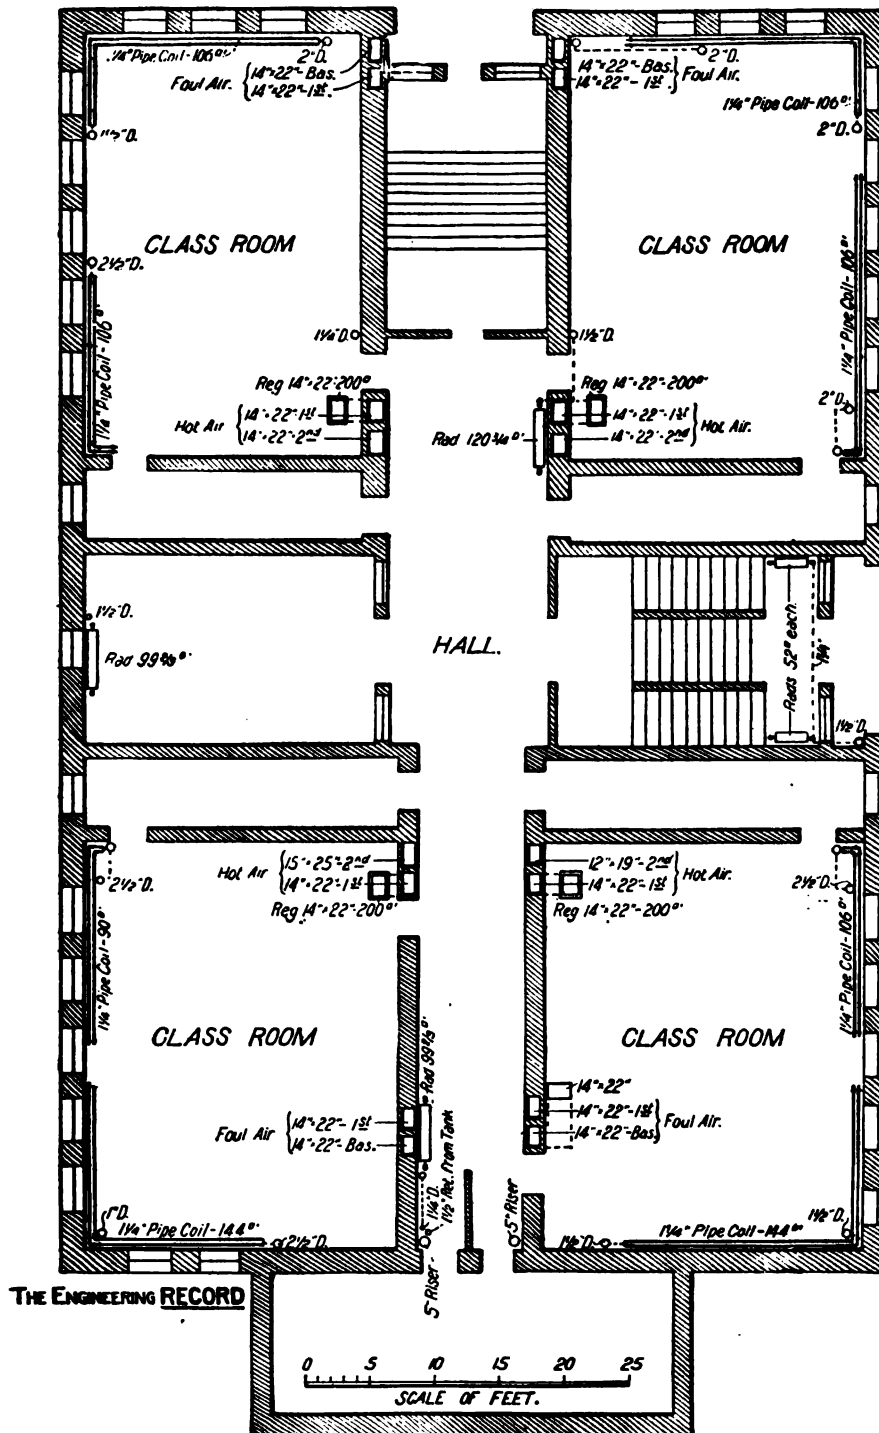 1¼" Pipe Coil-106□'
2"D.
Foul Air.
14"×22"-Bas.
14"×22"-1st
2"D.
14"×22"-Bas.
14"×22"-1st
Foul Air.
1¼" Pipe Coil-106□'
1½"D.
2"D.
CLASS ROOM
CLASS ROOM
2½"D.
1¼" Pipe Coil-106□'
1¼" Pipe Coil-106□'
1¼"D.
1½"D.
Reg 14"×22"-200□'
Reg 14"×22"-200□'
2"D.
Hot Air
14"×22"-1st
14"×22"-2nd
Rad 120¾□'
14"×22"-1st
14"×22"-2nd
Hot Air.
1½"D.
Rad 99⅔□'
HALL.
Rads 52□' each.
1½"D.
Hot Air
15"×25"-2nd
14"×22"-1st
12"×19"-2nd
14"×22"-1st
Hot Air.
2½"D.
Reg 14"×22"-200□'
Reg 14"×22"-200□'
2½"D.
1¼" Pipe Coil-90□'
1¼" Pipe Coil-106□'
CLASS ROOM
CLASS ROOM
Rad 99⅔□'
14"×22"
Foul Air
14"×22"-1st
14"×22"-Bas.
14"×22"-1st
14"×22"-Bas.
Foul Air.
1¼"D.
1½" Ret. From Tank
5" Riser
1"D.
1¼" Pipe Coil-144□'
2½"D.
1½"D.
1¼" Pipe Coil-144□'
1½"D.
5" Riser-
THE ENGINEERING RECORD
0 5 10 15 20 25
SCALE OF FEET.